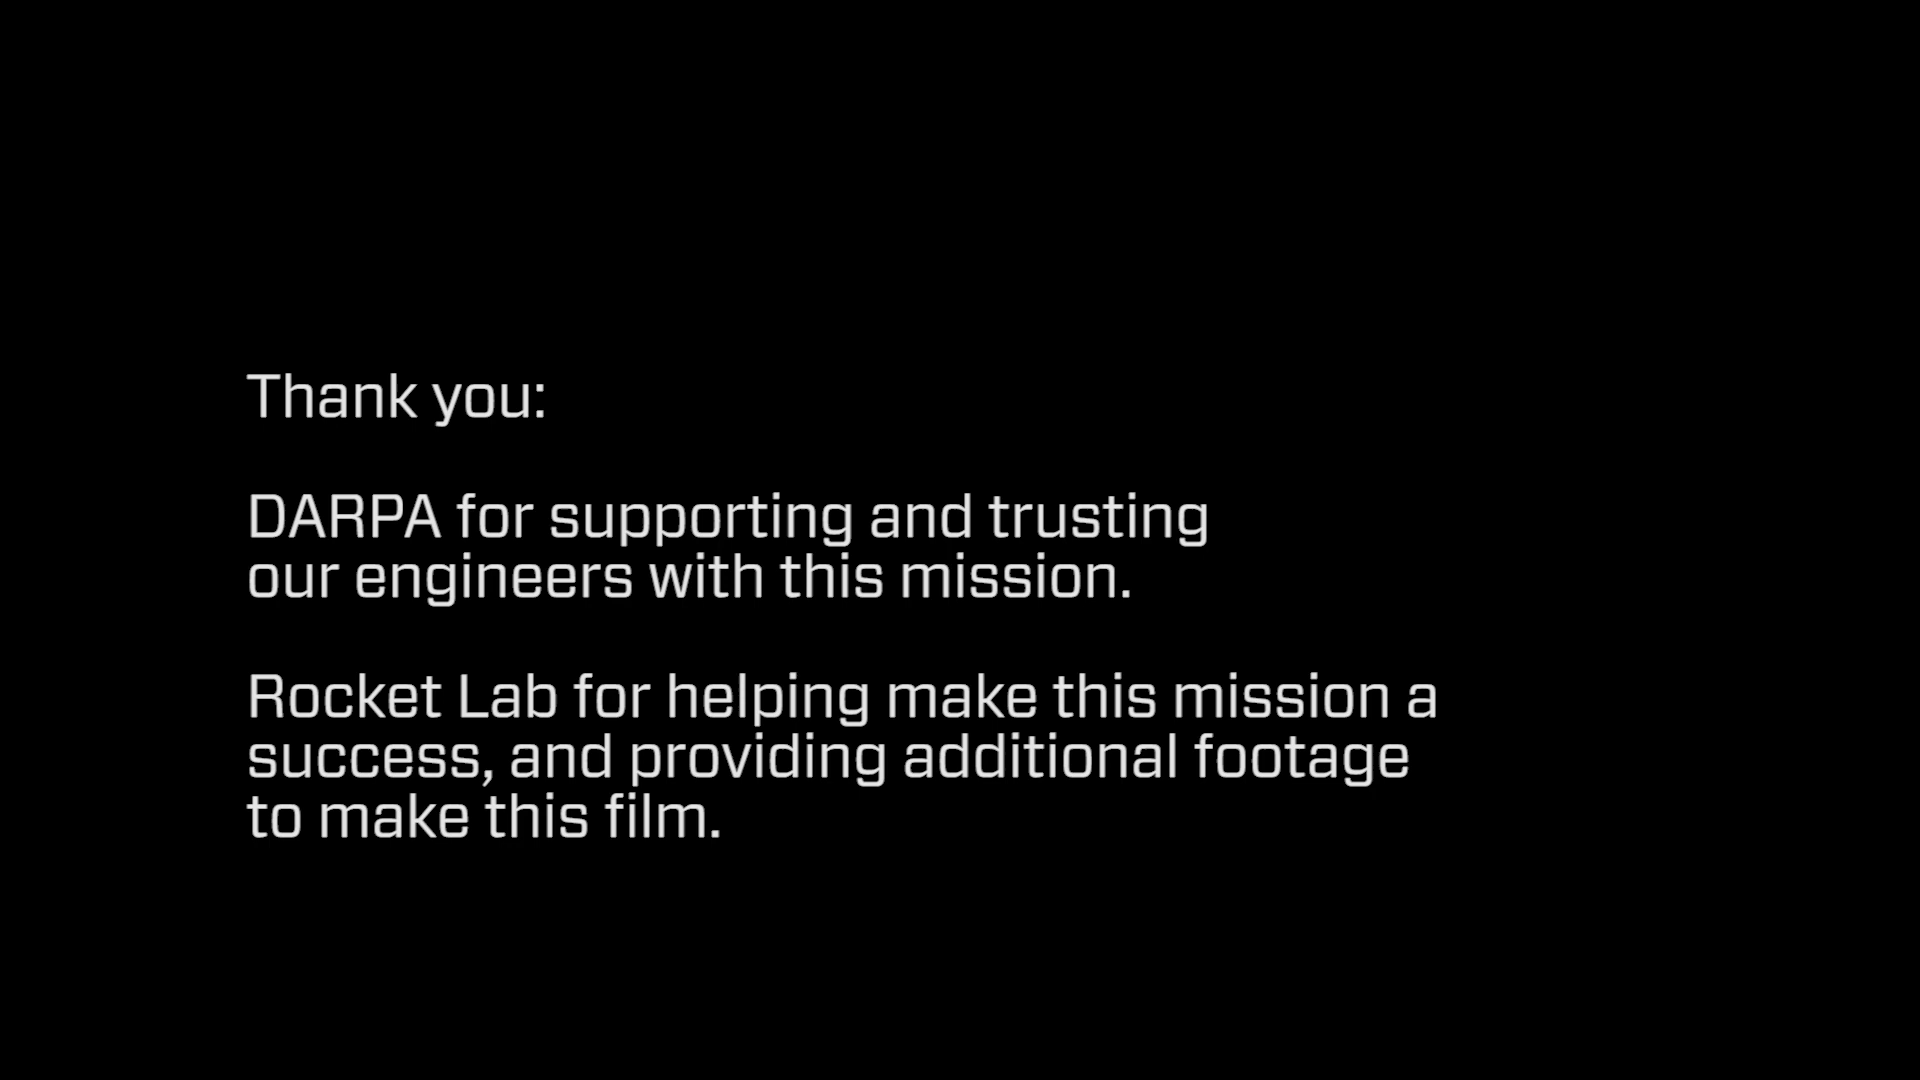 Thank you:
DARPA for supporting and trusting
our engineers with this mission.
Rocket Lab for helping make this mission a
success, and providing additional footage
to make this film.